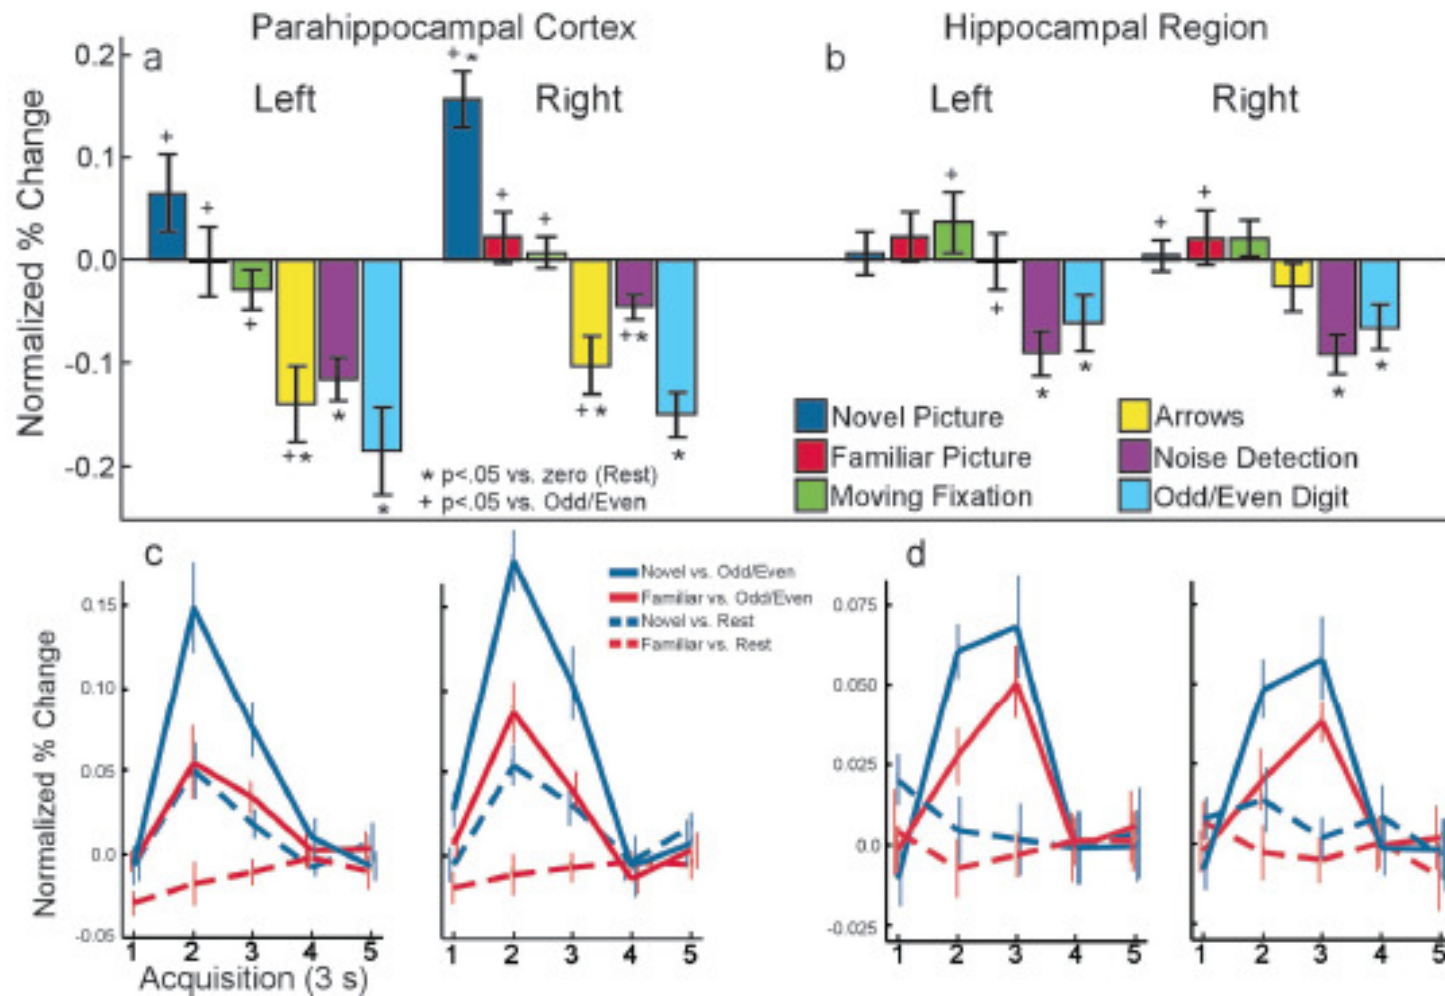 Parahippocampal Cortex
Hippocampal Region
a
b
Left
Right
Left
Right
Normalized % Change
0.2
0.1
0.0
-0.1
-0.2
+
+
+
+*
*
*
+*
+
+
+*
+*
*
+
+
*
*
+
+
*
*
* p<.05 vs. zero (Rest)
+ p<.05 vs. Odd/Even
Novel Picture
Familiar Picture
Moving Fixation
Arrows
Noise Detection
Odd/Even Digit
c
d
Novel vs. Odd/Even
Familiar vs. Odd/Even
Novel vs. Rest
Familiar vs. Rest
Normalized % Change
0.15
0.10
0.05
0.0
-0.05
0.075
0.050
0.025
0.0
-0.025
1 2 3 4 5
1 2 3 4 5
1 2 3 4 5
1 2 3 4 5
Acquisition (3 s)